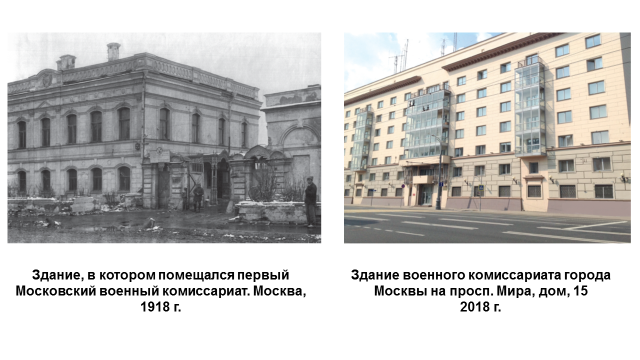 Здание, в котором помещался первый
Московский военный комиссариат. Москва,
1918 г.
Здание военного комиссариата города
Москвы на просп. Мира, дом, 15
2018 г.